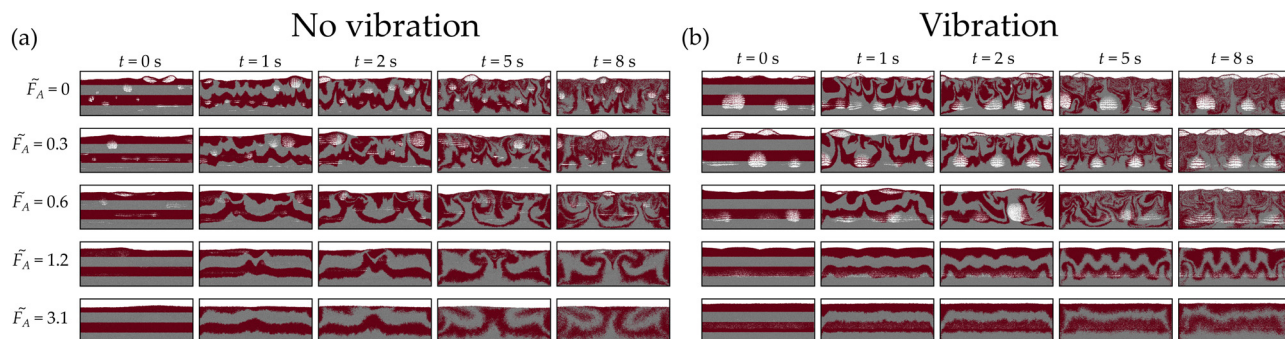 No vibration
Vibration
(a)
t = 0 s t = 1 s t = 2 s t = 5 s t = 8 s
(b)
t = 0 s t = 1 s t = 2 s t = 5 s t = 8 s
F̃_A = 0
F̃_A = 0.3
F̃_A = 0.6
F̃_A = 1.2
F̃_A = 3.1